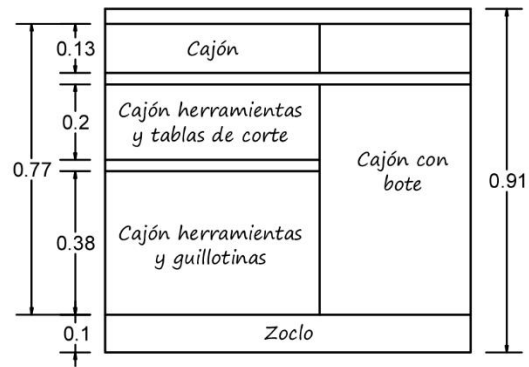 0.13
Cajón
0.2
Cajón herramientas
y tablas de corte
0.77
Cajón con
bote
0.91
0.38
Cajón herramientas
y guillotinas
0.1
Zoclo